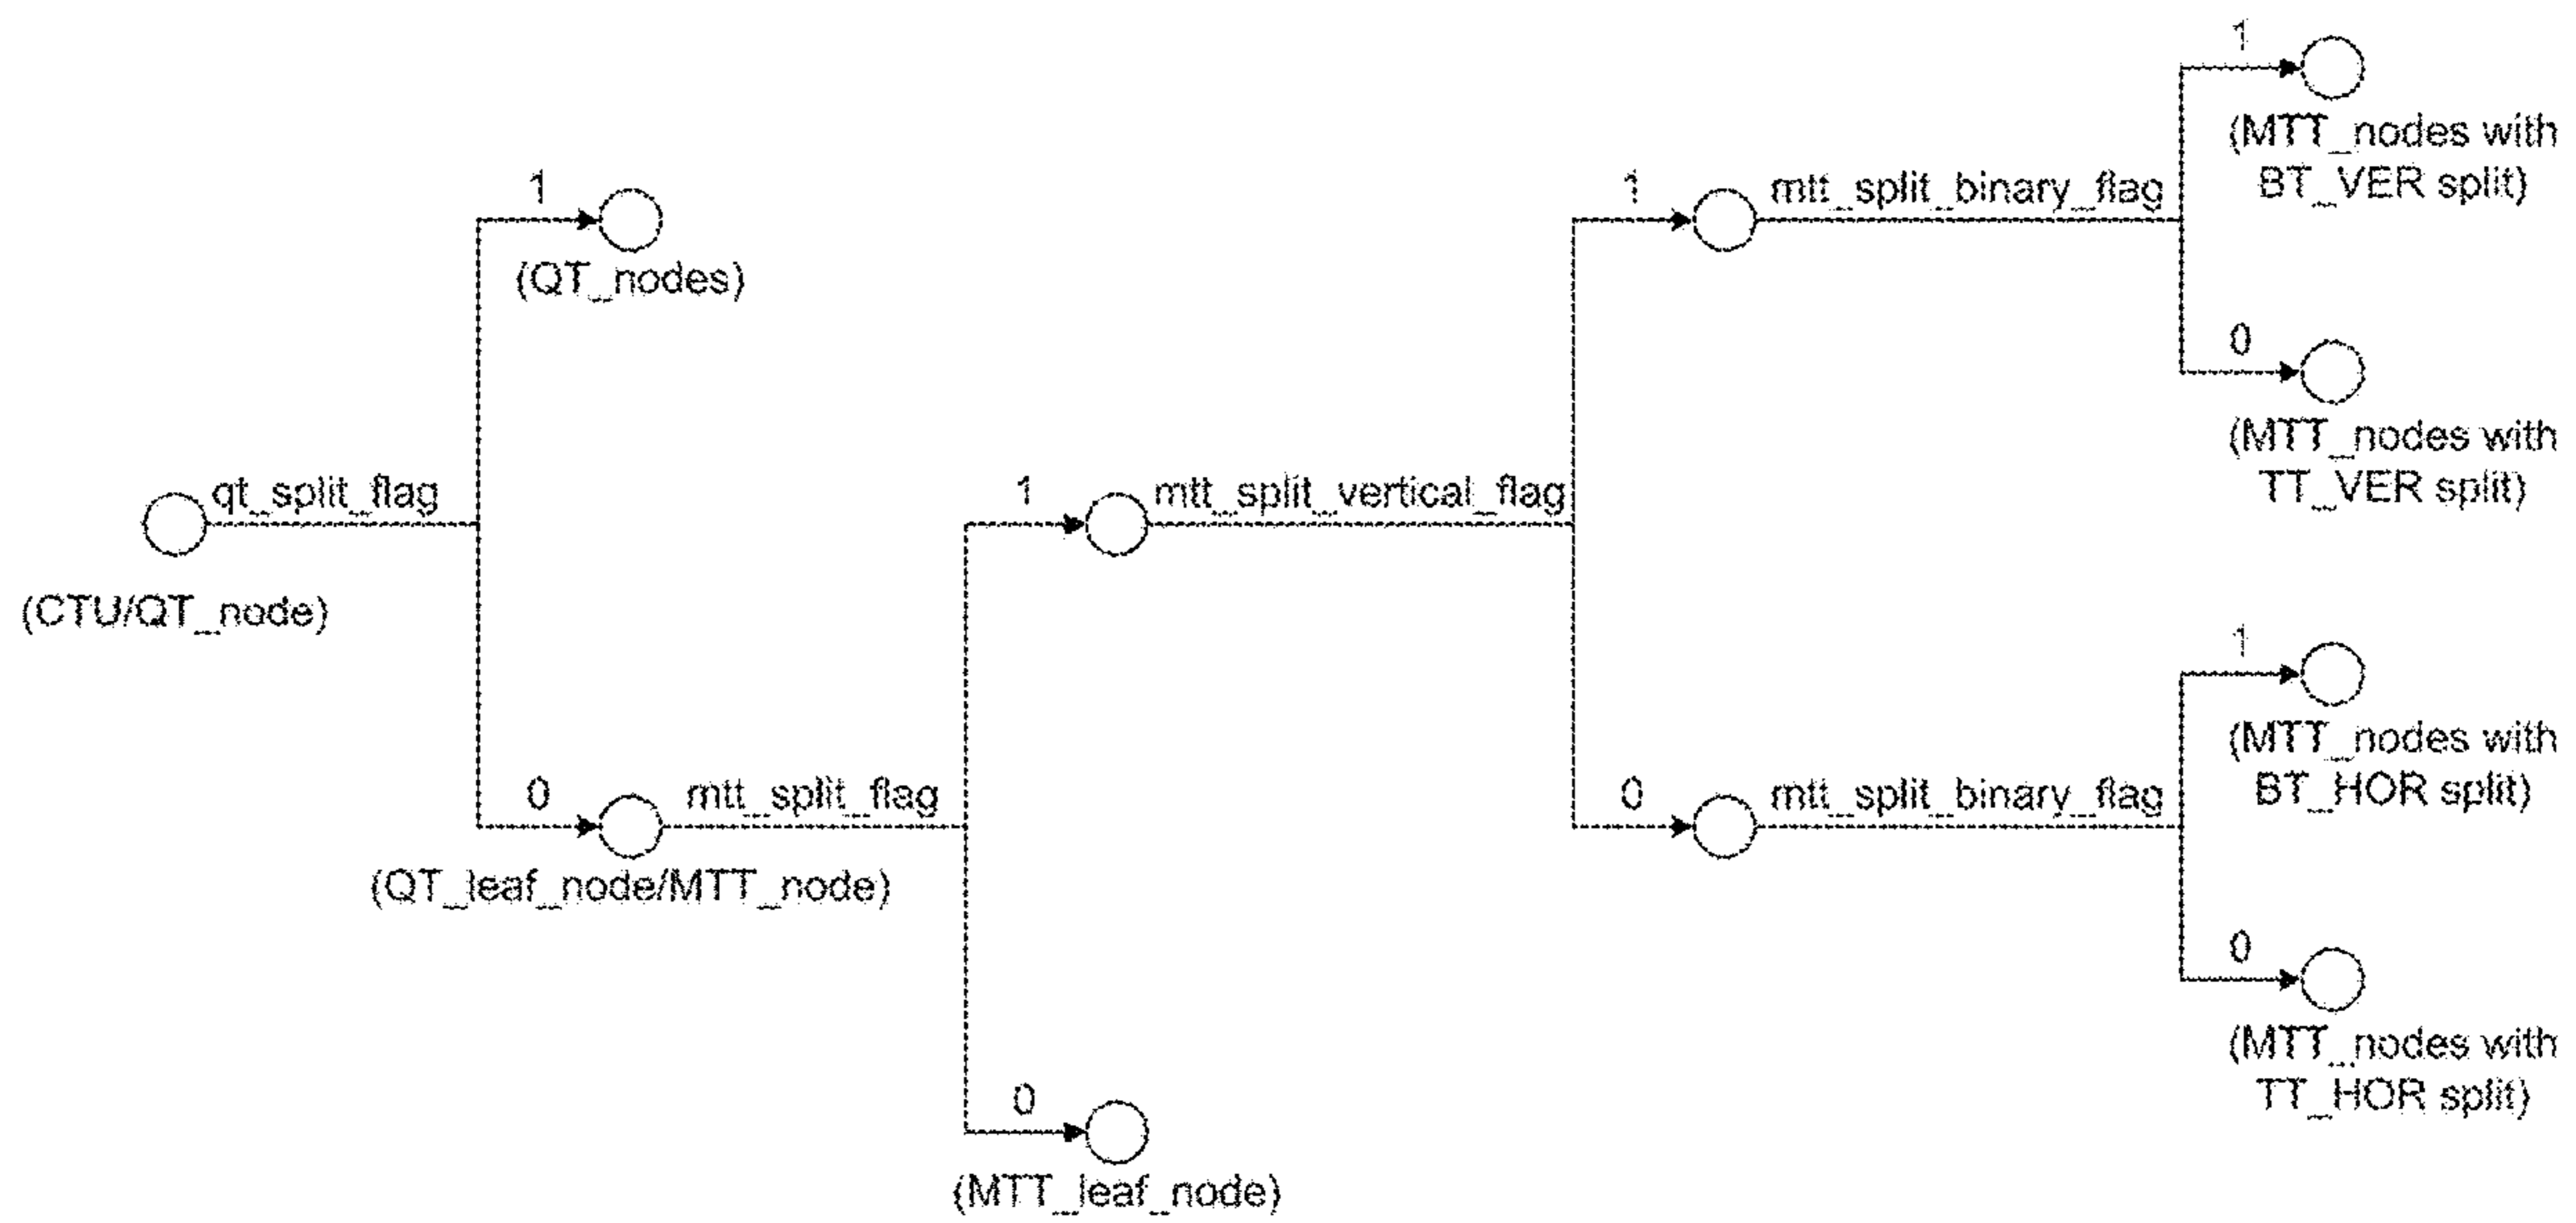 1
(MTT_nodes with
BT_VER split)
1
mtt_split_binary_flag
1
(QT_nodes)
0
(MTT_nodes with
TT_VER split)
qt_split_flag
1
mtt_split_vertical_flag
(CTU/QT_node)
1
(MTT_nodes with
BT_HOR split)
0
mtt_split_flag
0
mtt_split_binary_flag
(QT_leaf_node/MTT_node)
0
(MTT_nodes with
TT_HOR split)
0
(MTT_leaf_node)